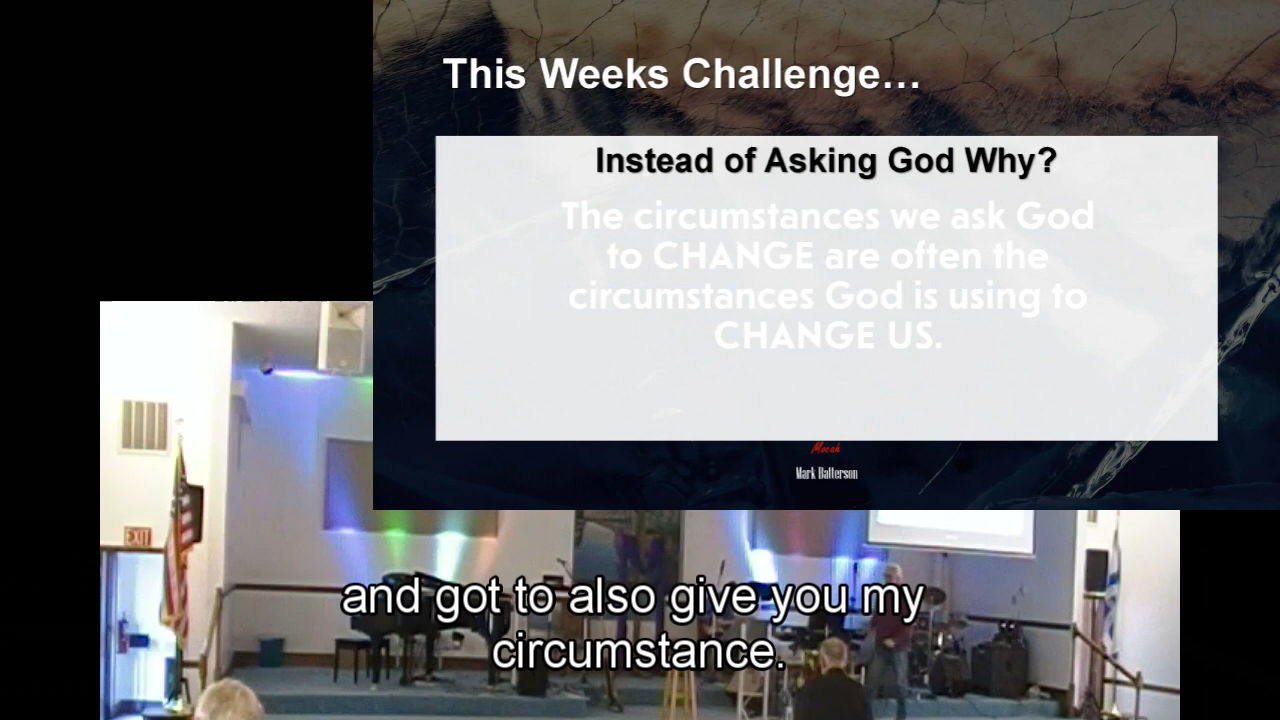 This Weeks Challenge…
Instead of Asking God Why?
The circumstances we ask God
to CHANGE are often the
circumstances God is using to
CHANGE US.
Mark Batterson
EXIT
and got to also give you my
circumstance.